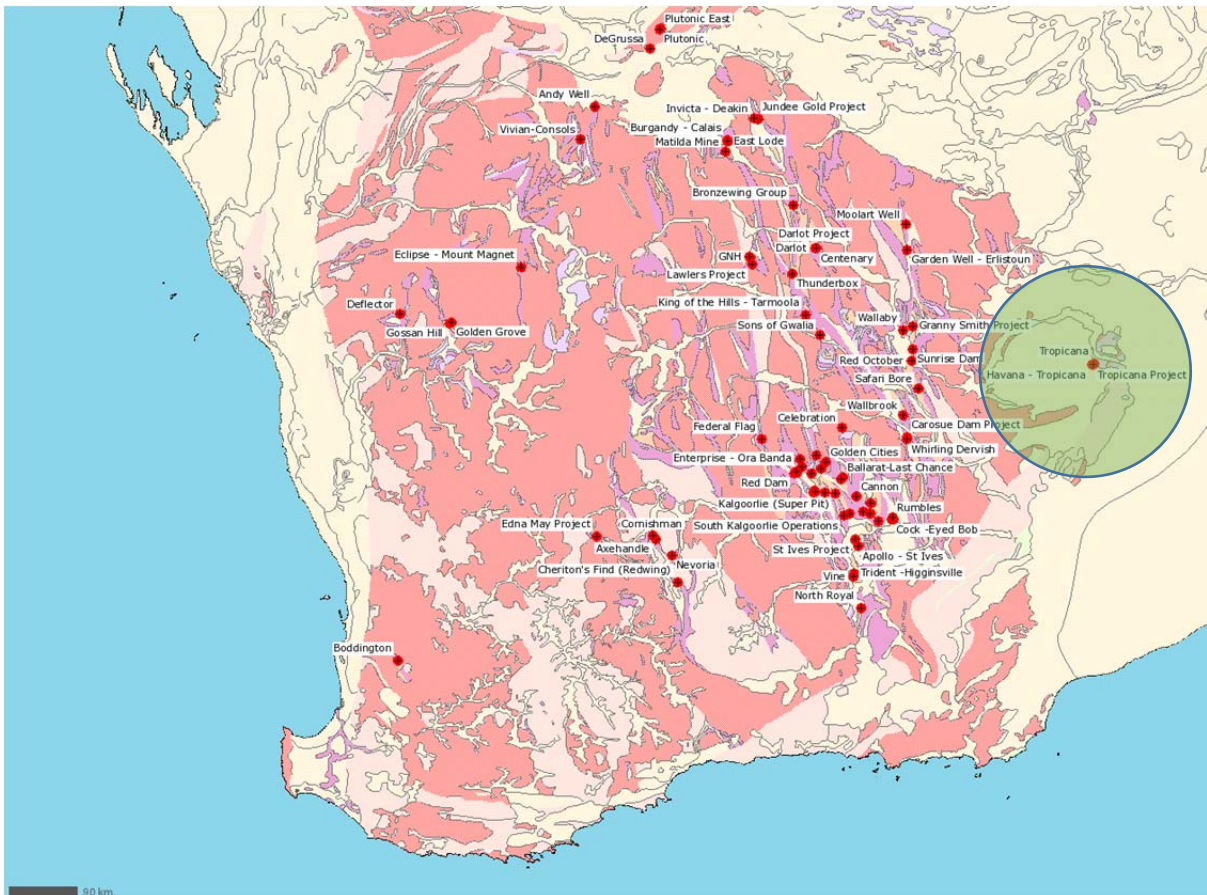 Plutonic East
DeGrussa
Plutonic
Andy Well
Invicta - Deakin
Jundee Gold Project
Vivian-Consols
Burgandy - Calais
Matilda Mine
East Lode
Bronzewing Group
Moolart Well
Darlot Project
Darlot
Centenary
GNH
Lawlers Project
Garden Well - Erlistoun
Eclipse - Mount Magnet
Thunderbox
King of the Hills - Tarmoola
Deflector
Gossan Hill
Golden Grove
Sons of Gwalia
Wallaby
Granny Smith Project
Red October
Sunrise Dam
Tropicana
Havana - Tropicana
Tropicana Project
Safari Bore
Wallbrook
Celebration
Carosue Dam Project
Federal Flag
Whirling Dervish
Golden Cities
Enterprise - Ora Banda
Ballarat-Last Chance
Red Dam
Cannon
Kalgoorlie (Super Pit)
Rumbles
Edna May Project
Cornishman
South Kalgoorlie Operations
Cock -Eyed Bob
Axehandle
St Ives Project
Apollo - St Ives
Nevoria
Cheriton's Find (Redwing)
Vine
Trident -Higginsville
North Royal
Boddington
90 km